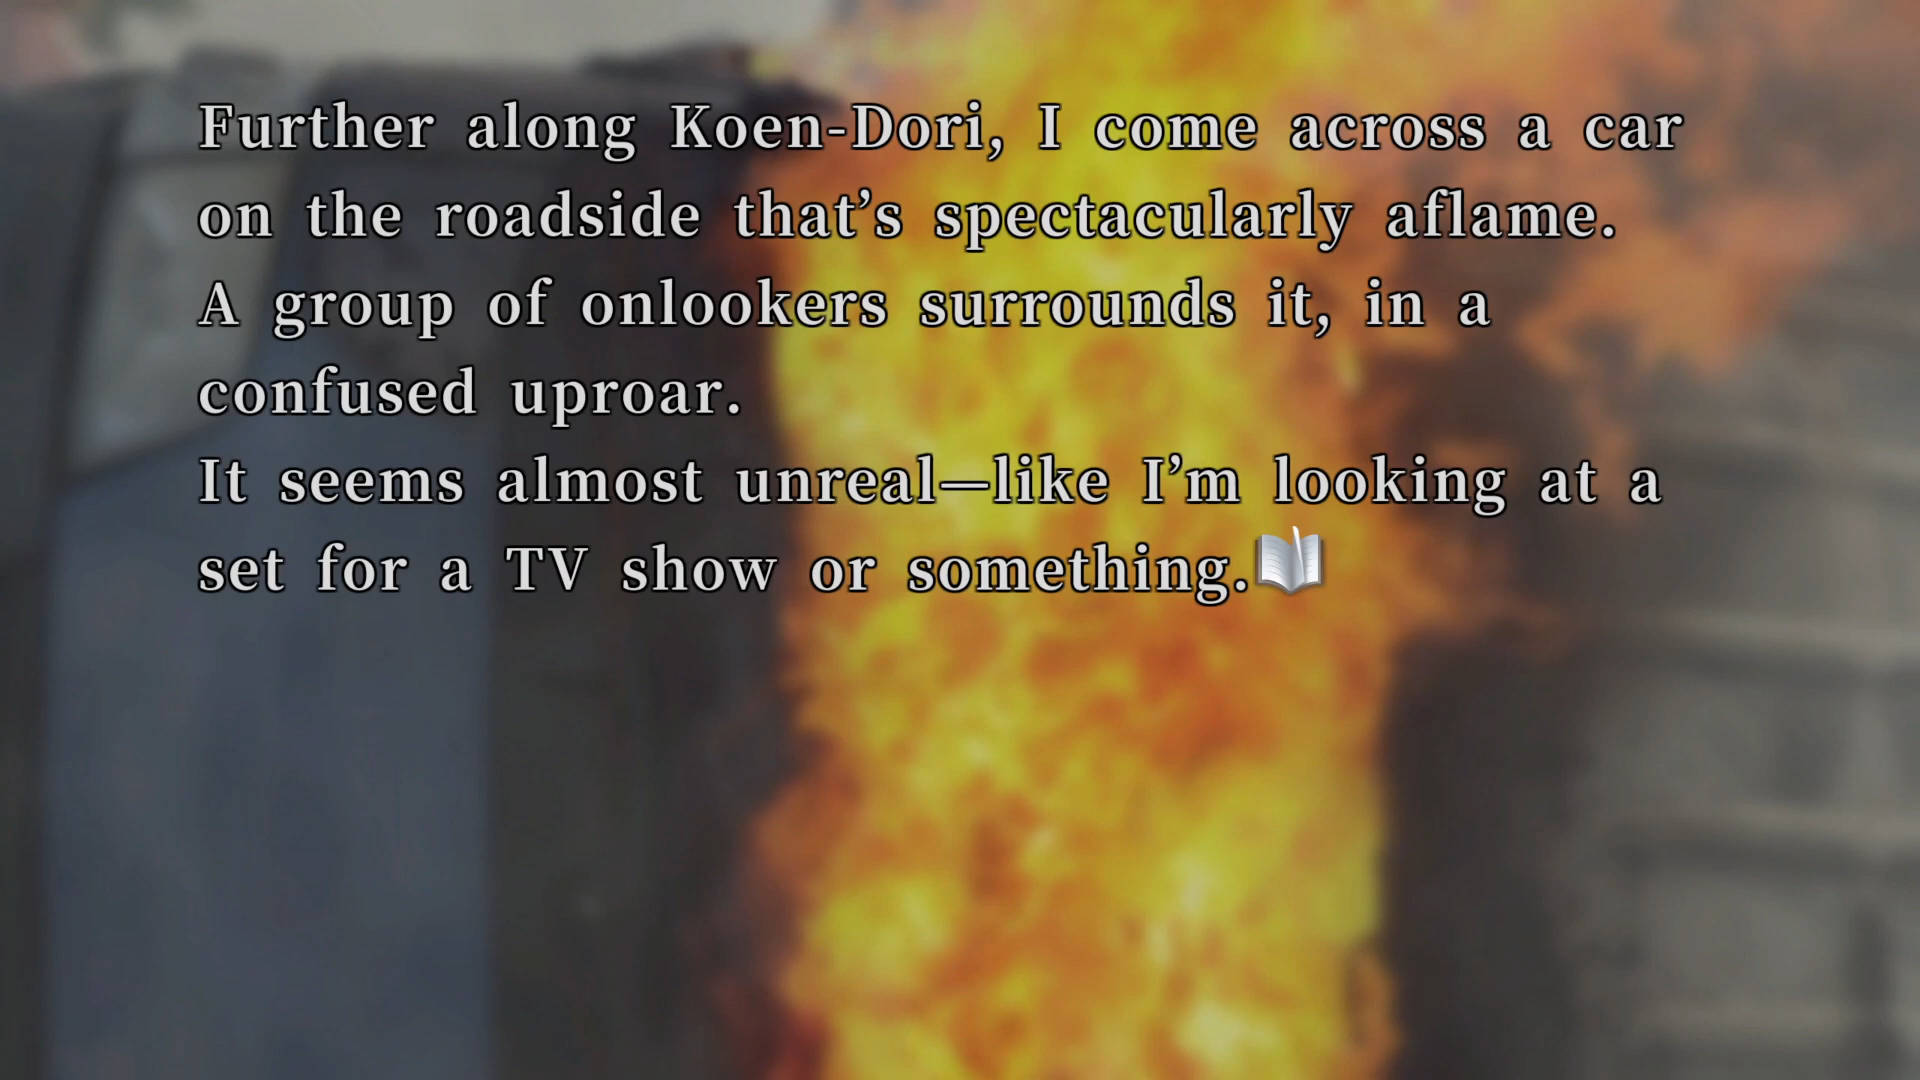 Further along Koen-Dori, I come across a car
on the roadside that’s spectacularly aflame.
A group of onlookers surrounds it, in a
confused uproar.
It seems almost unreal—like I’m looking at a
set for a TV show or something.